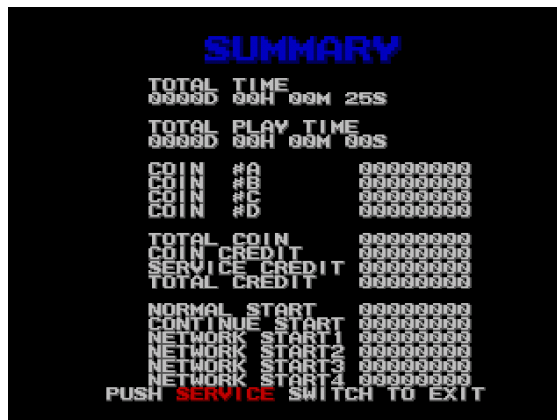 SUMMARY
TOTAL TIME
0000D 00H 00M 25S
TOTAL PLAY TIME
0000D 00H 00M 00S
COIN #A 00000000
COIN #B 00000000
COIN #C 00000000
COIN #D 00000000
TOTAL COIN 00000000
COIN CREDIT 00000000
SERVICE CREDIT 00000000
TOTAL CREDIT 00000000
NORMAL START 00000000
CONTINUE START 00000000
NETWORK START1 00000000
NETWORK START2 00000000
NETWORK START3 00000000
NETWORK START4 00000000
PUSH SERVICE SWITCH TO EXIT